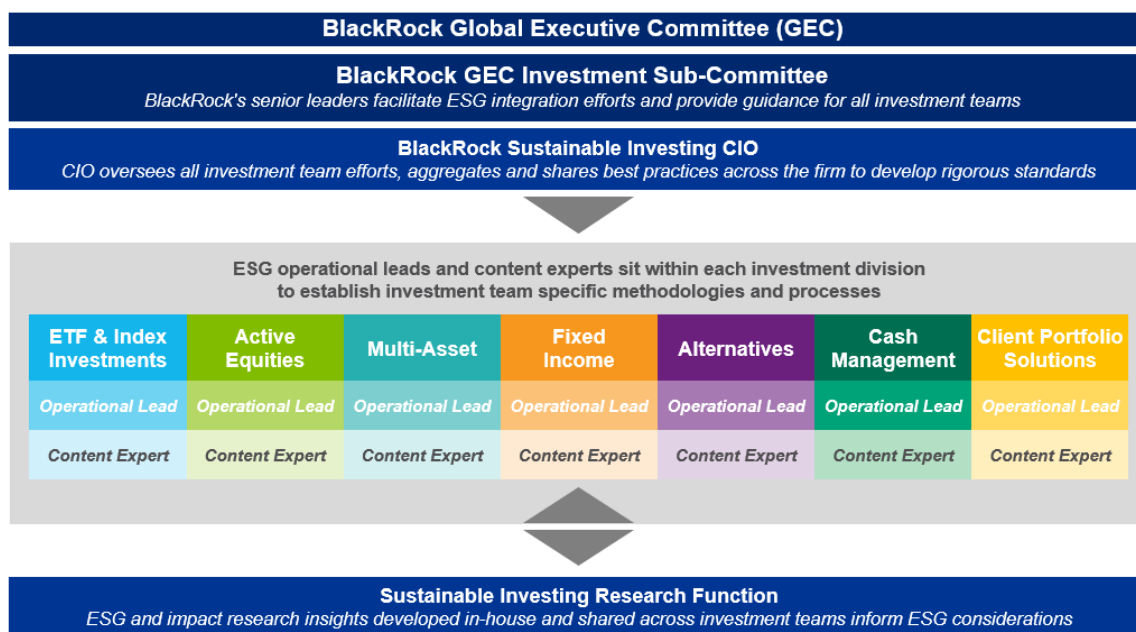 BlackRock Global Executive Committee (GEC)
BlackRock GEC Investment Sub-Committee
BlackRock's senior leaders facilitate ESG integration efforts and provide guidance for all investment teams
BlackRock Sustainable Investing CIO
CIO oversees all investment team efforts, aggregates and shares best practices across the firm to develop rigorous standards
ESG operational leads and content experts sit within each investment division
to establish investment team specific methodologies and processes
ETF & Index
Investments
Active
Equities
Multi-Asset
Fixed
Income
Alternatives
Cash
Management
Client Portfolio
Solutions
Operational Lead
Operational Lead
Operational Lead
Operational Lead
Operational Lead
Operational Lead
Operational Lead
Content Expert
Content Expert
Content Expert
Content Expert
Content Expert
Content Expert
Content Expert
Sustainable Investing Research Function
ESG and impact research insights developed in-house and shared across investment teams inform ESG considerations